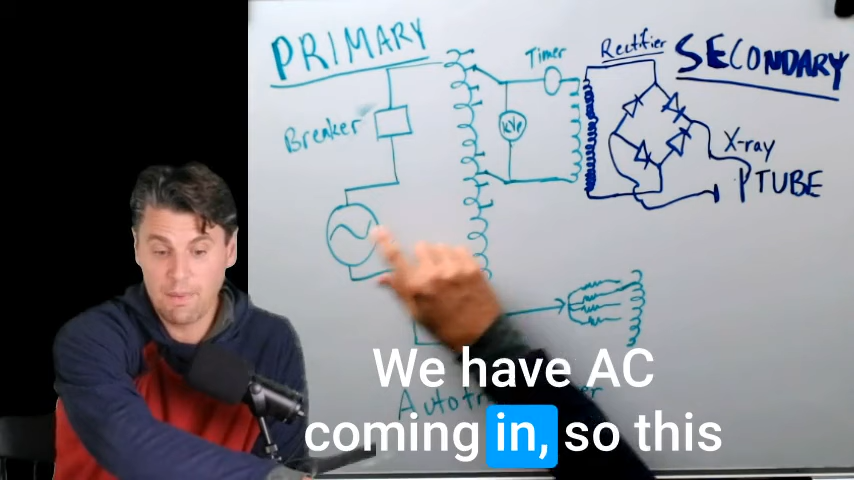 PRIMARY
Timer
Rectifier
SECONDARY
Breaker
kVp
X-ray
TUBE
We have AC
coming in, so this